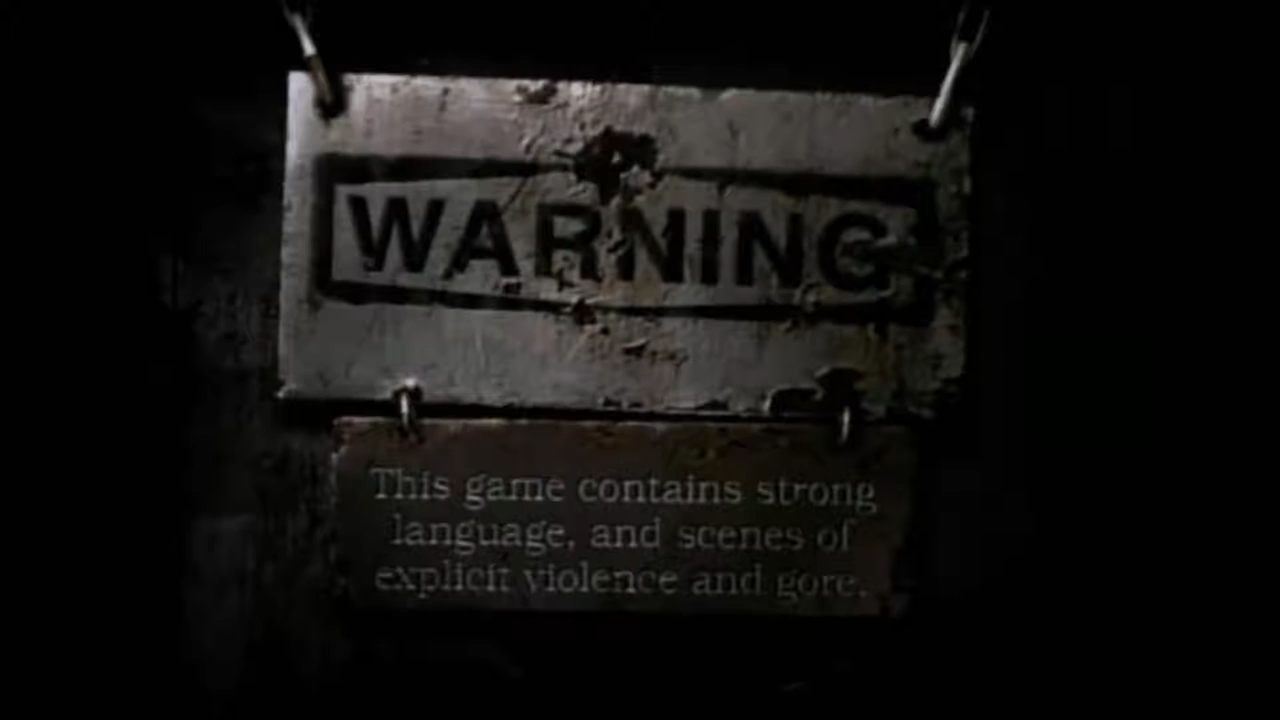 WARNING
This game contains strong
language, and scenes of
explicit violence and gore.